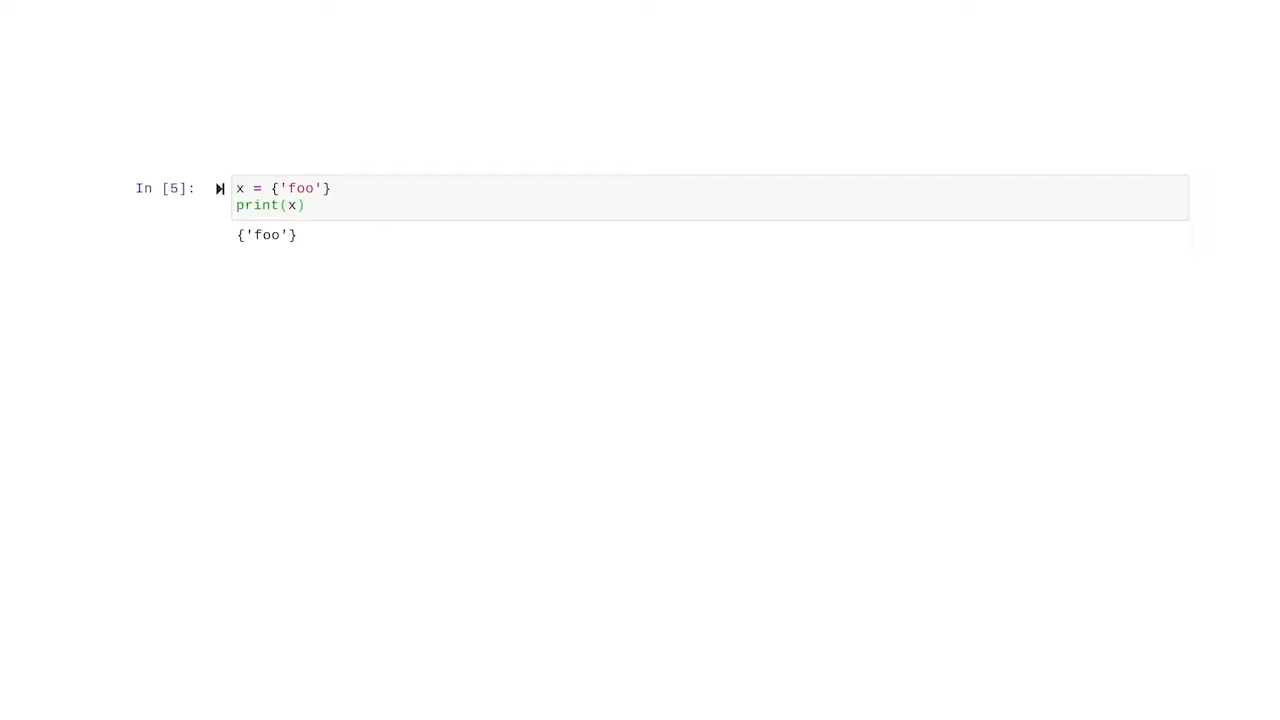 In [5]: x = {'foo'}
print(x)
{'foo'}